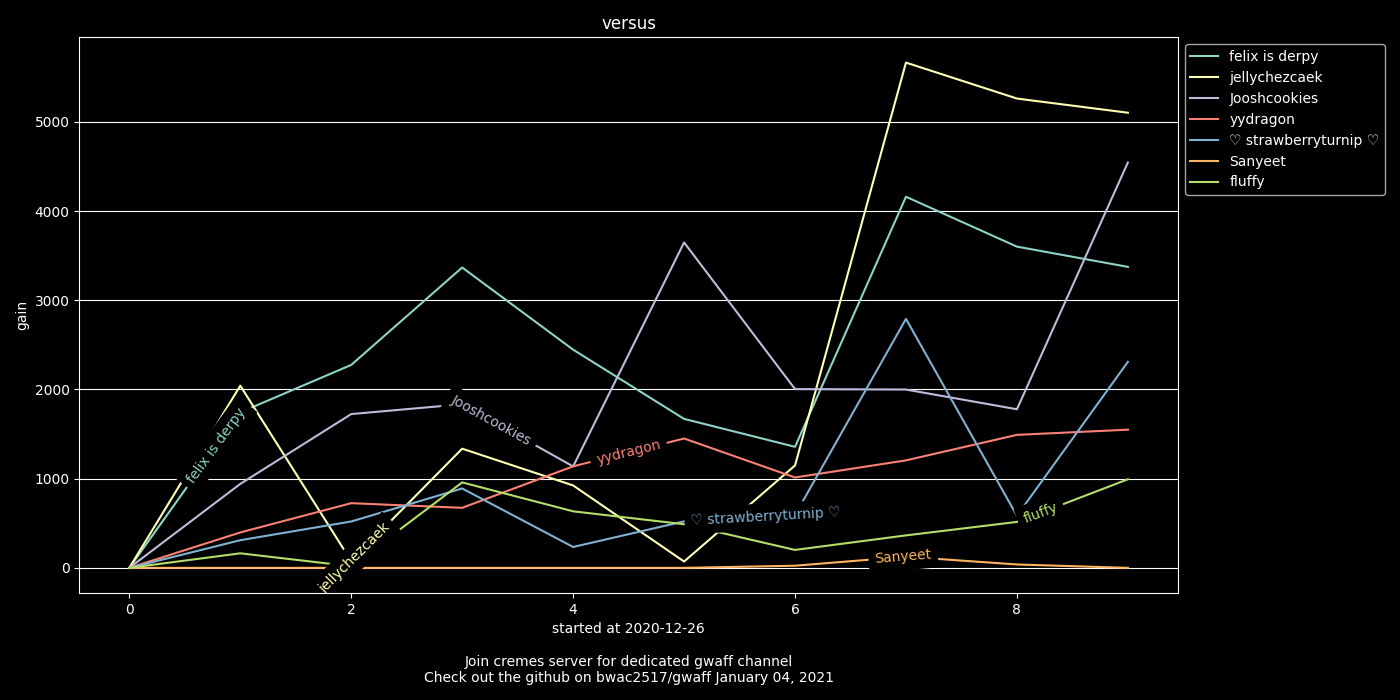 versus
felix is derpy
jellychezcaek
Jooshcookies
yydragon
♡ strawberryturnip ♡
Sanyeet
fluffy
gain
5000
4000
3000
2000
1000
0
felix is derpy
jellychezcaek
Jooshcookies
yydragon
♡ strawberryturnip ♡
Sanyeet
fluffy
0 2 4 6 8
started at 2020-12-26
Join cremes server for dedicated gwaff channel
Check out the github on bwac2517/gwaff January 04, 2021